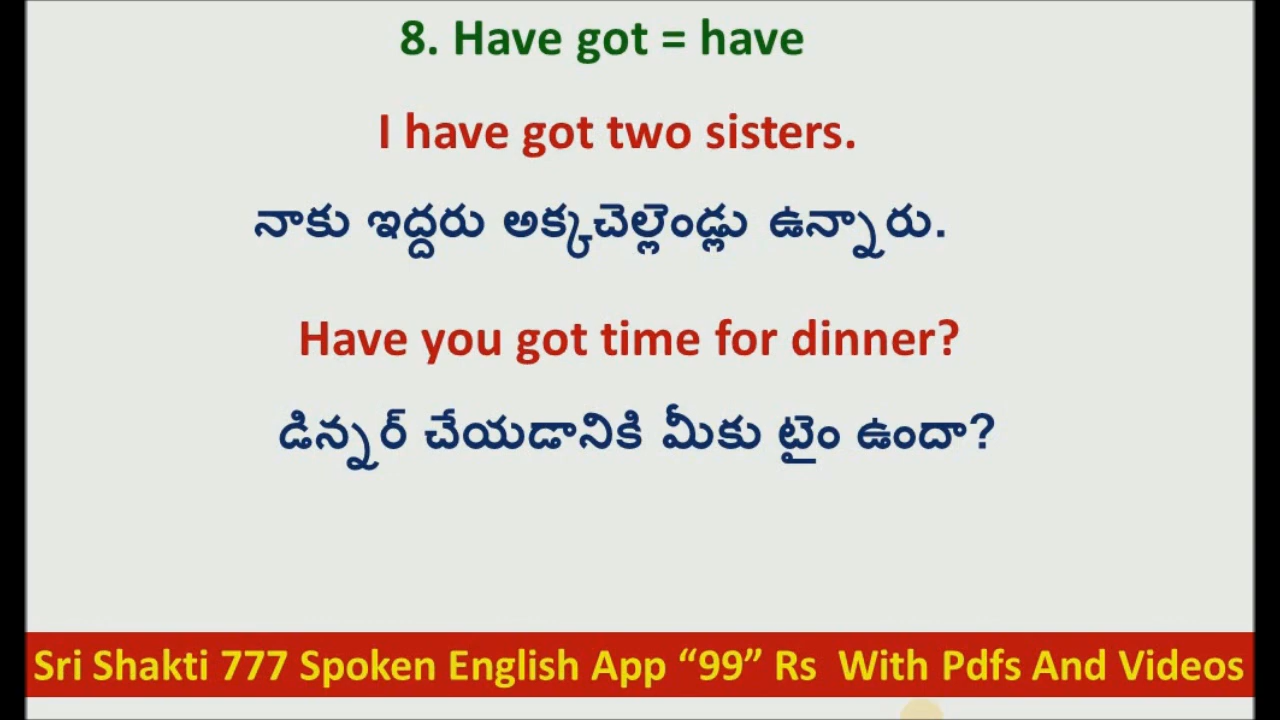 8. Have got = have
I have got two sisters.
నాకు ఇద్దరు అక్కచెల్లెండ్లు ఉన్నారు.
Have you got time for dinner?
డిన్నర్ చేయడానికి మీకు టైం ఉందా?
Sri Shakti 777 Spoken English App “99” Rs With Pdfs And Videos